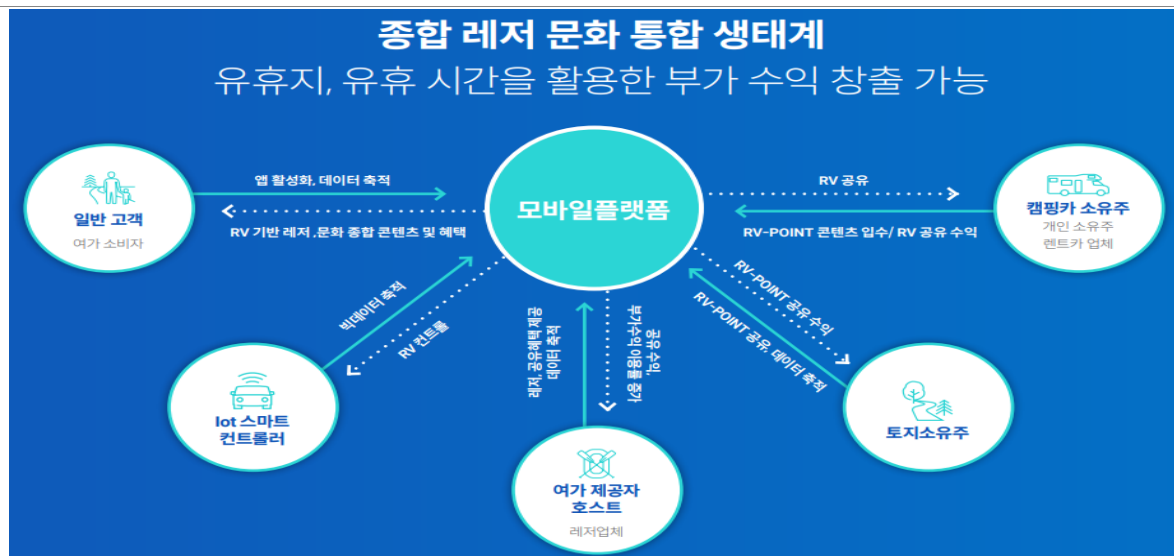 종합 레저 문화 통합 생태계
유휴지, 유휴 시간을 활용한 부가 수익 창출 가능
일반 고객
여가 소비자
앱 활성화, 데이터 축적
RV 기반 레저 ,문화 종합 콘텐츠 및 혜택
모바일플랫폼
RV 공유
RV-POINT 콘텐츠 입수/ RV 공유 수익
캠핑카 소유주
개인 소유주
렌트카 업체
빅데이터 축적
RV 컨트롤
Iot 스마트
컨트롤러
레저, 공유혜택 제공
데이터 축적
공유 수익,
부가수익 이용률 증가
여가 제공자
호스트
레저업체
RV-POINT 공유 수익
RV-POINT 공유, 데이터 축적
토지소유주